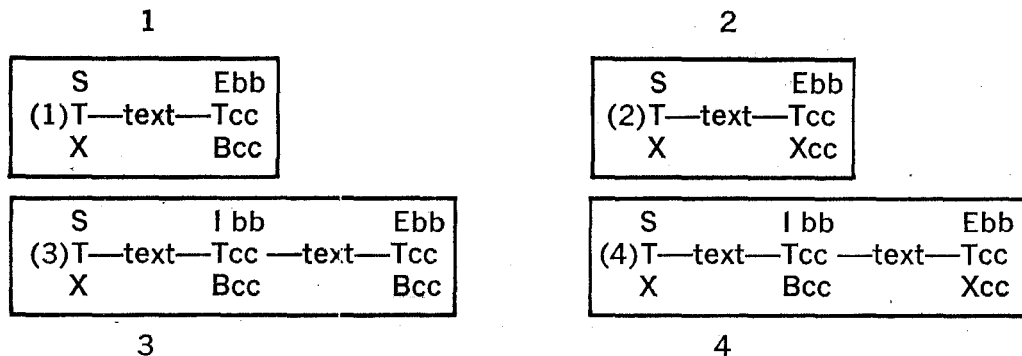 1
S Ebb
(1)T—text—Tcc
X Bcc
2
S Ebb
(2)T—text—Tcc
X Xcc
S I bb Ebb
(3)T—text—Tcc —text—Tcc
X Bcc Bcc
3
S I bb Ebb
(4)T—text—Tcc —text—Tcc
X Bcc Xcc
4